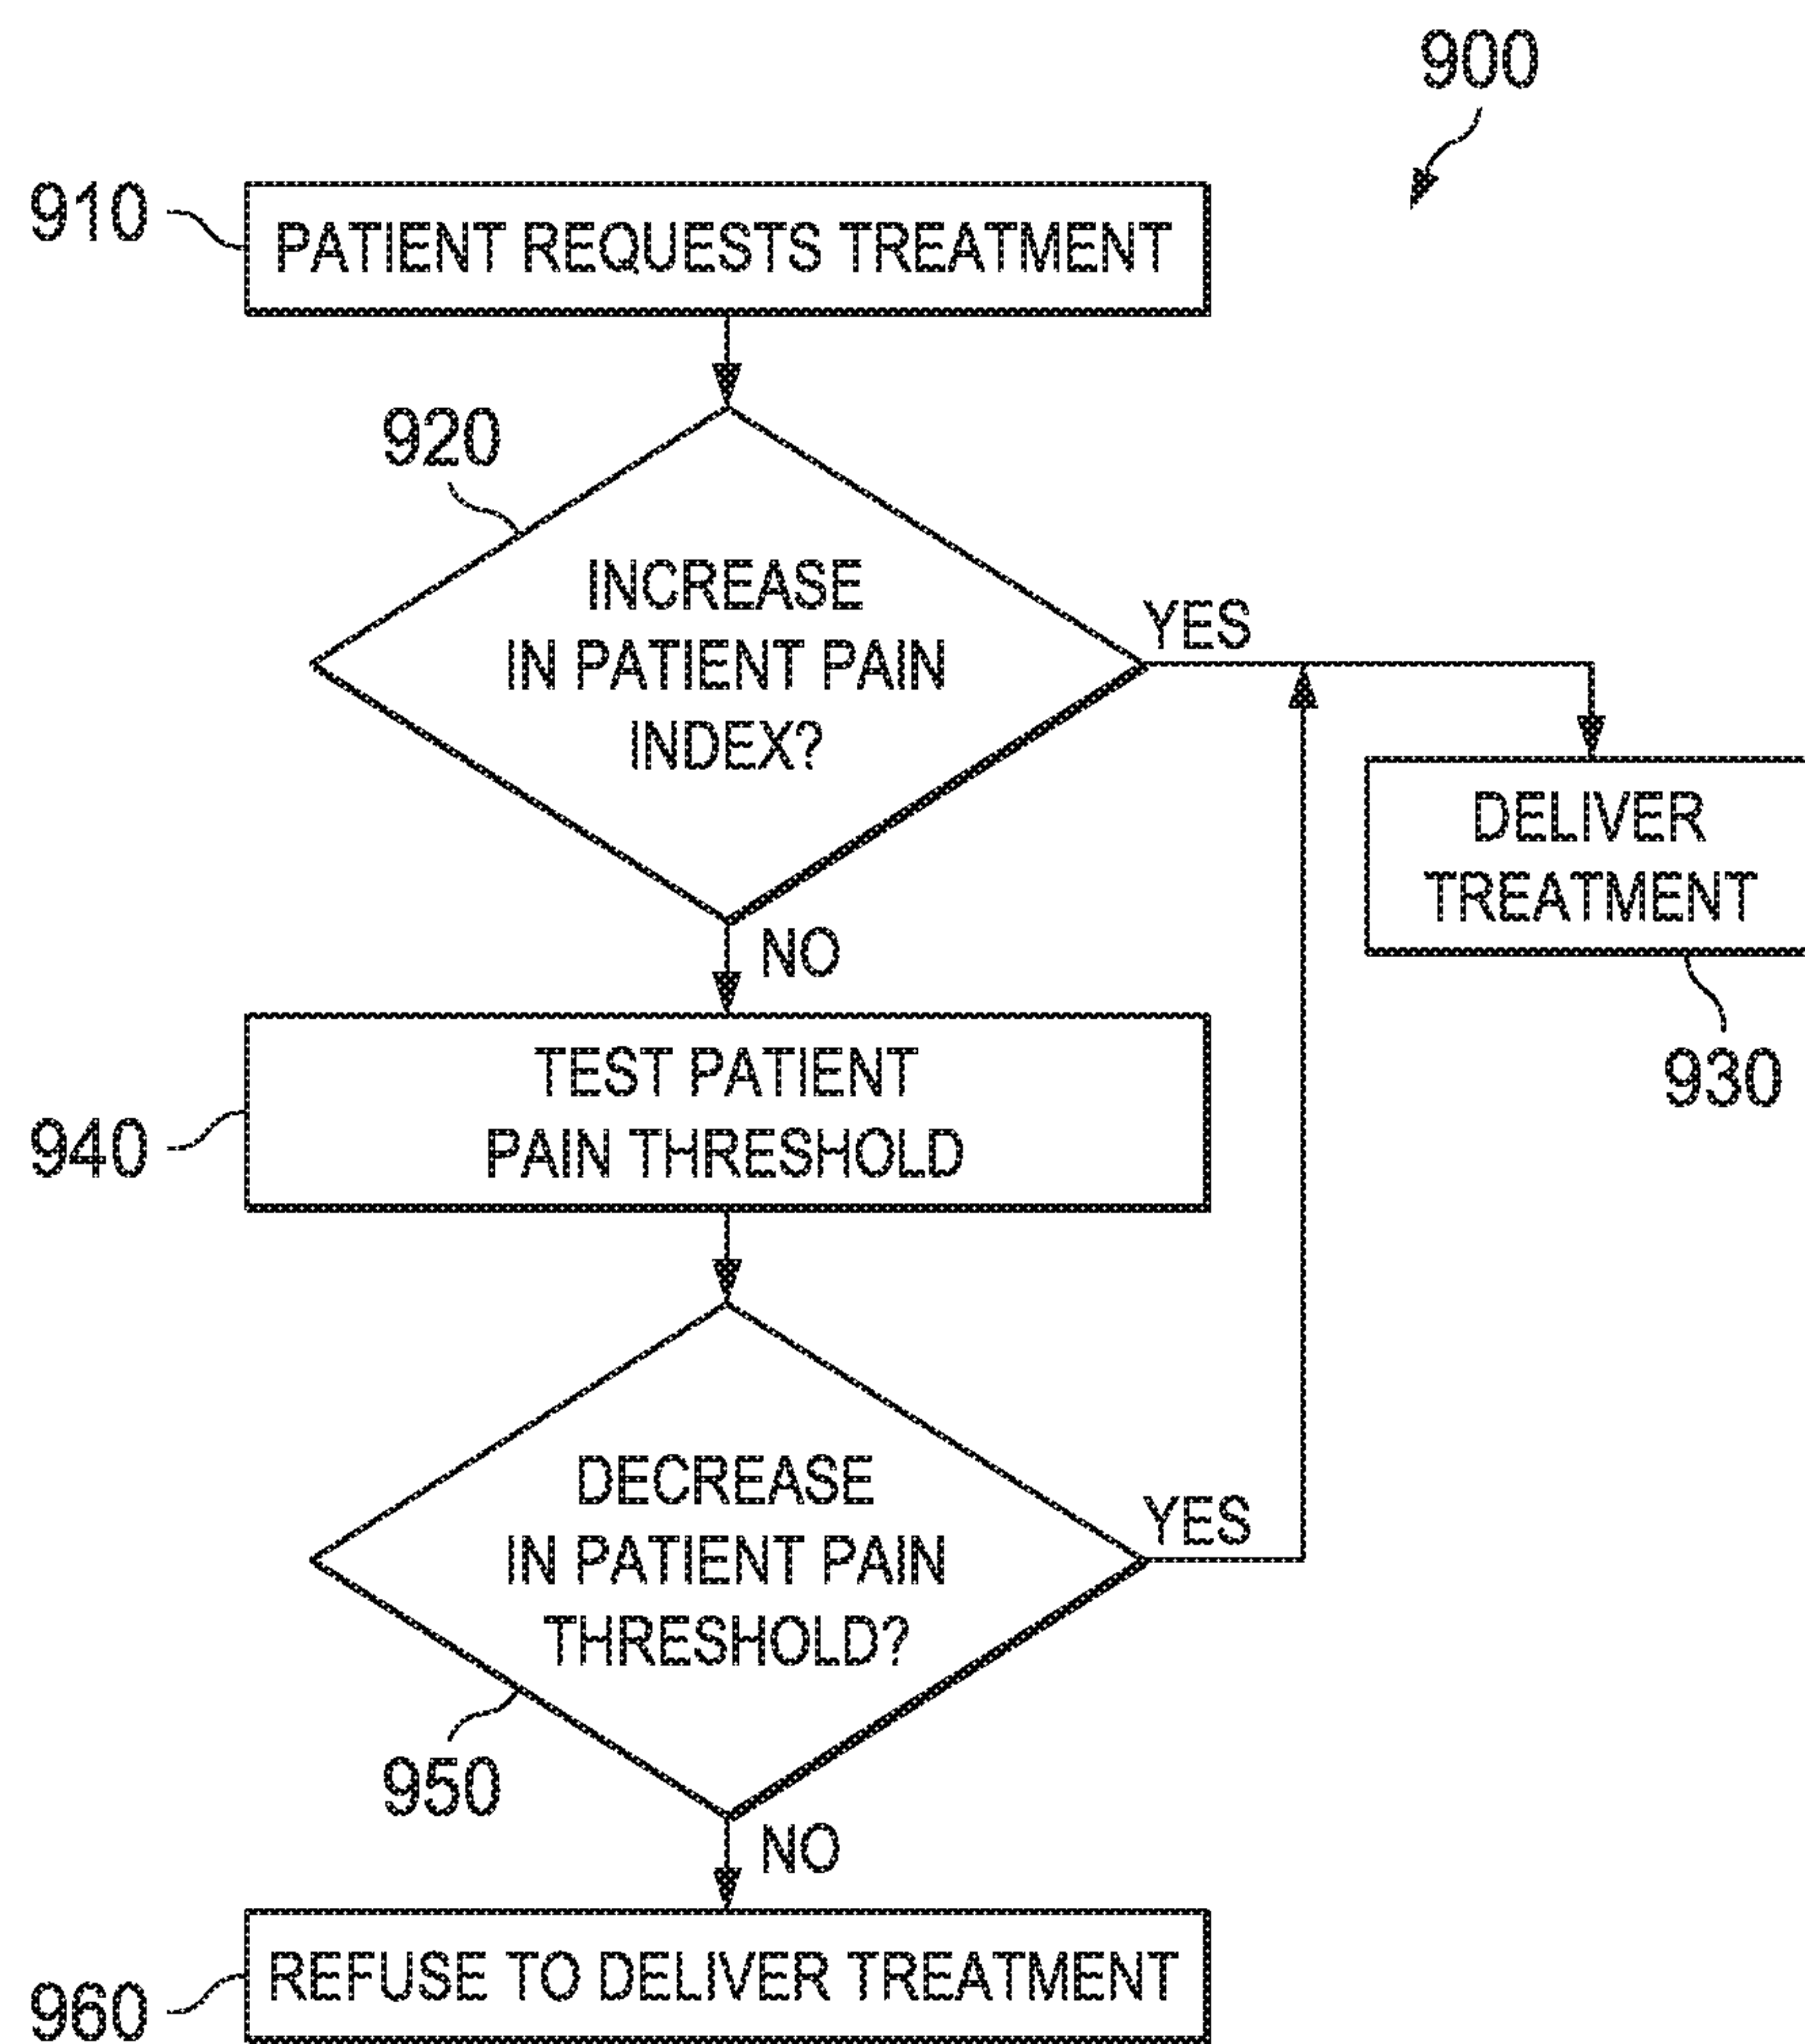 900
910
PATIENT REQUESTS TREATMENT
920
INCREASE
IN PATIENT PAIN
INDEX?
YES
DELIVER
TREATMENT
930
NO
940
TEST PATIENT
PAIN THRESHOLD
DECREASE
IN PATIENT PAIN
THRESHOLD?
YES
950
NO
960
REFUSE TO DELIVER TREATMENT